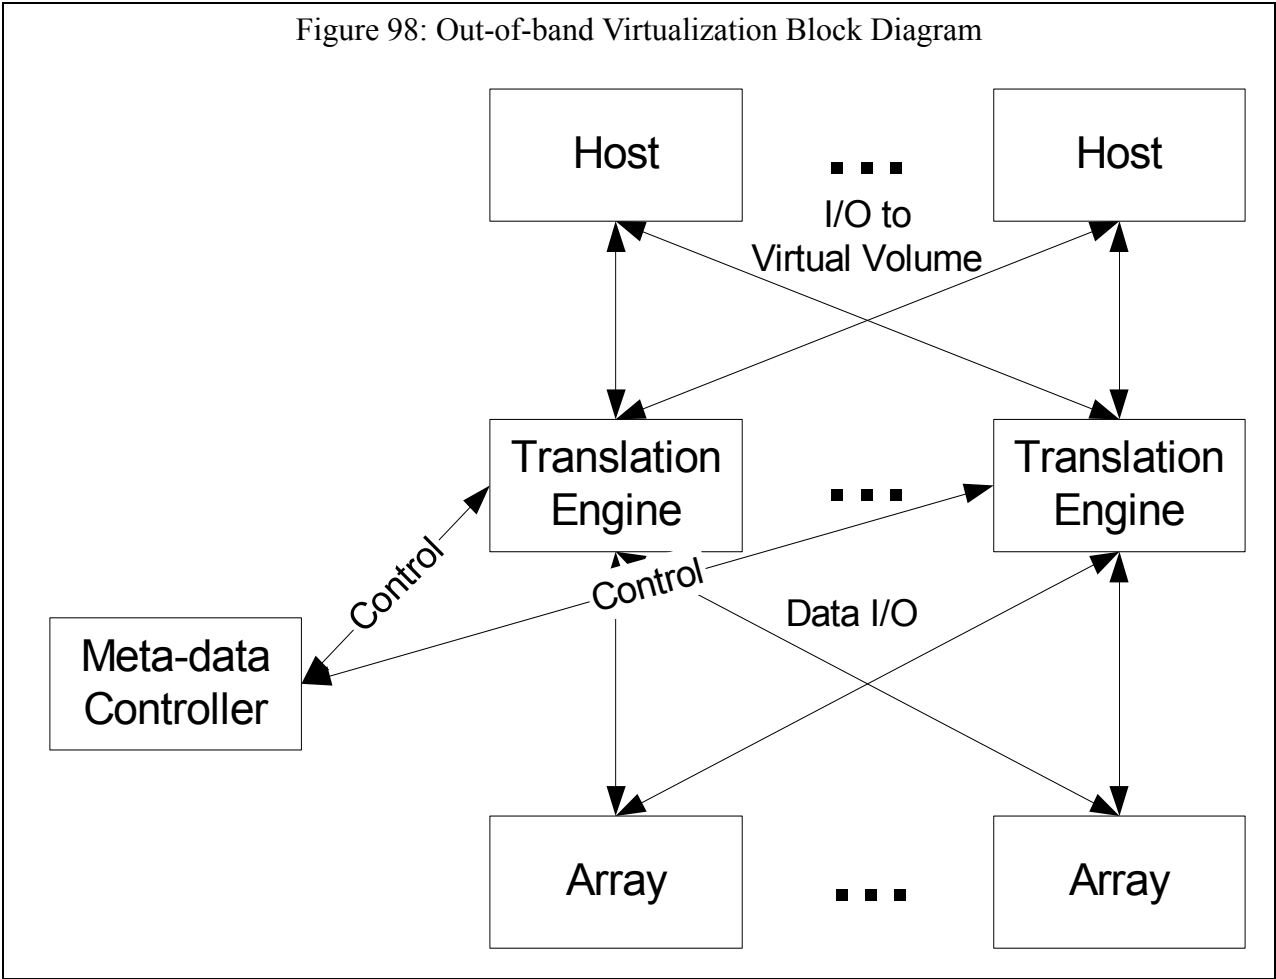 Figure 98: Out-of-band Virtualization Block Diagram
Host
Host
I/O to
Virtual Volume
Translation
Engine
Translation
Engine
Control
Control
Data I/O
Meta-data
Controller
Array
Array